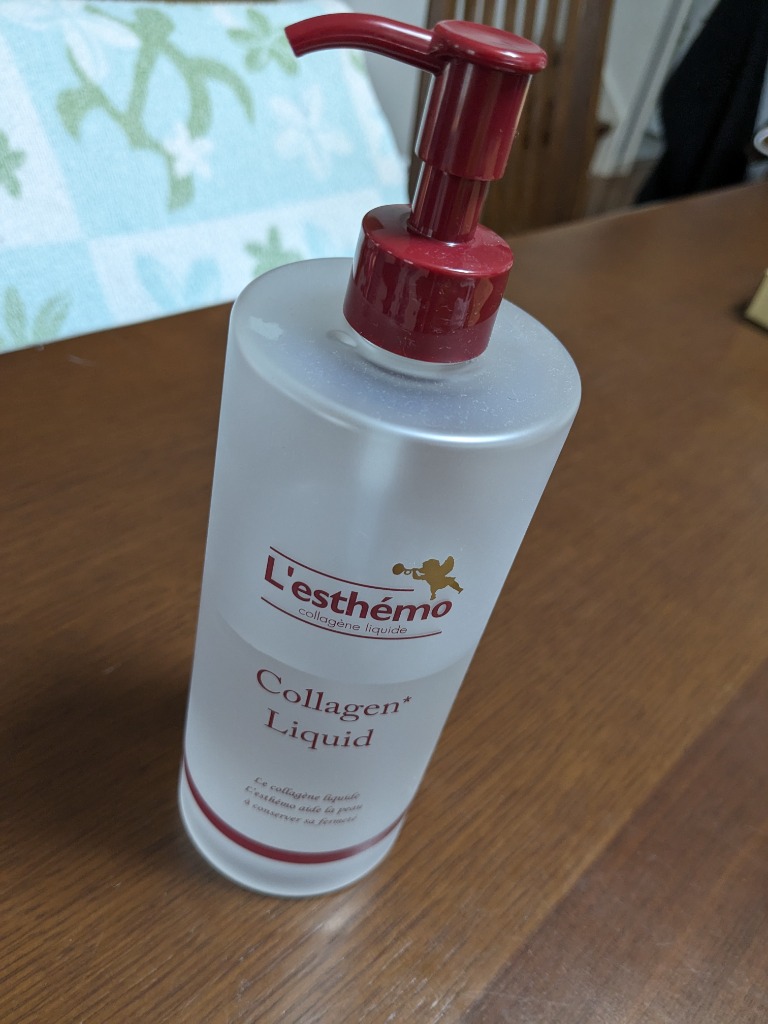 L'esthémo
collagène liquide
Collagen*
Liquid
Le collagène liquide
L'esthémo aide la peau
à conserver sa fermeté